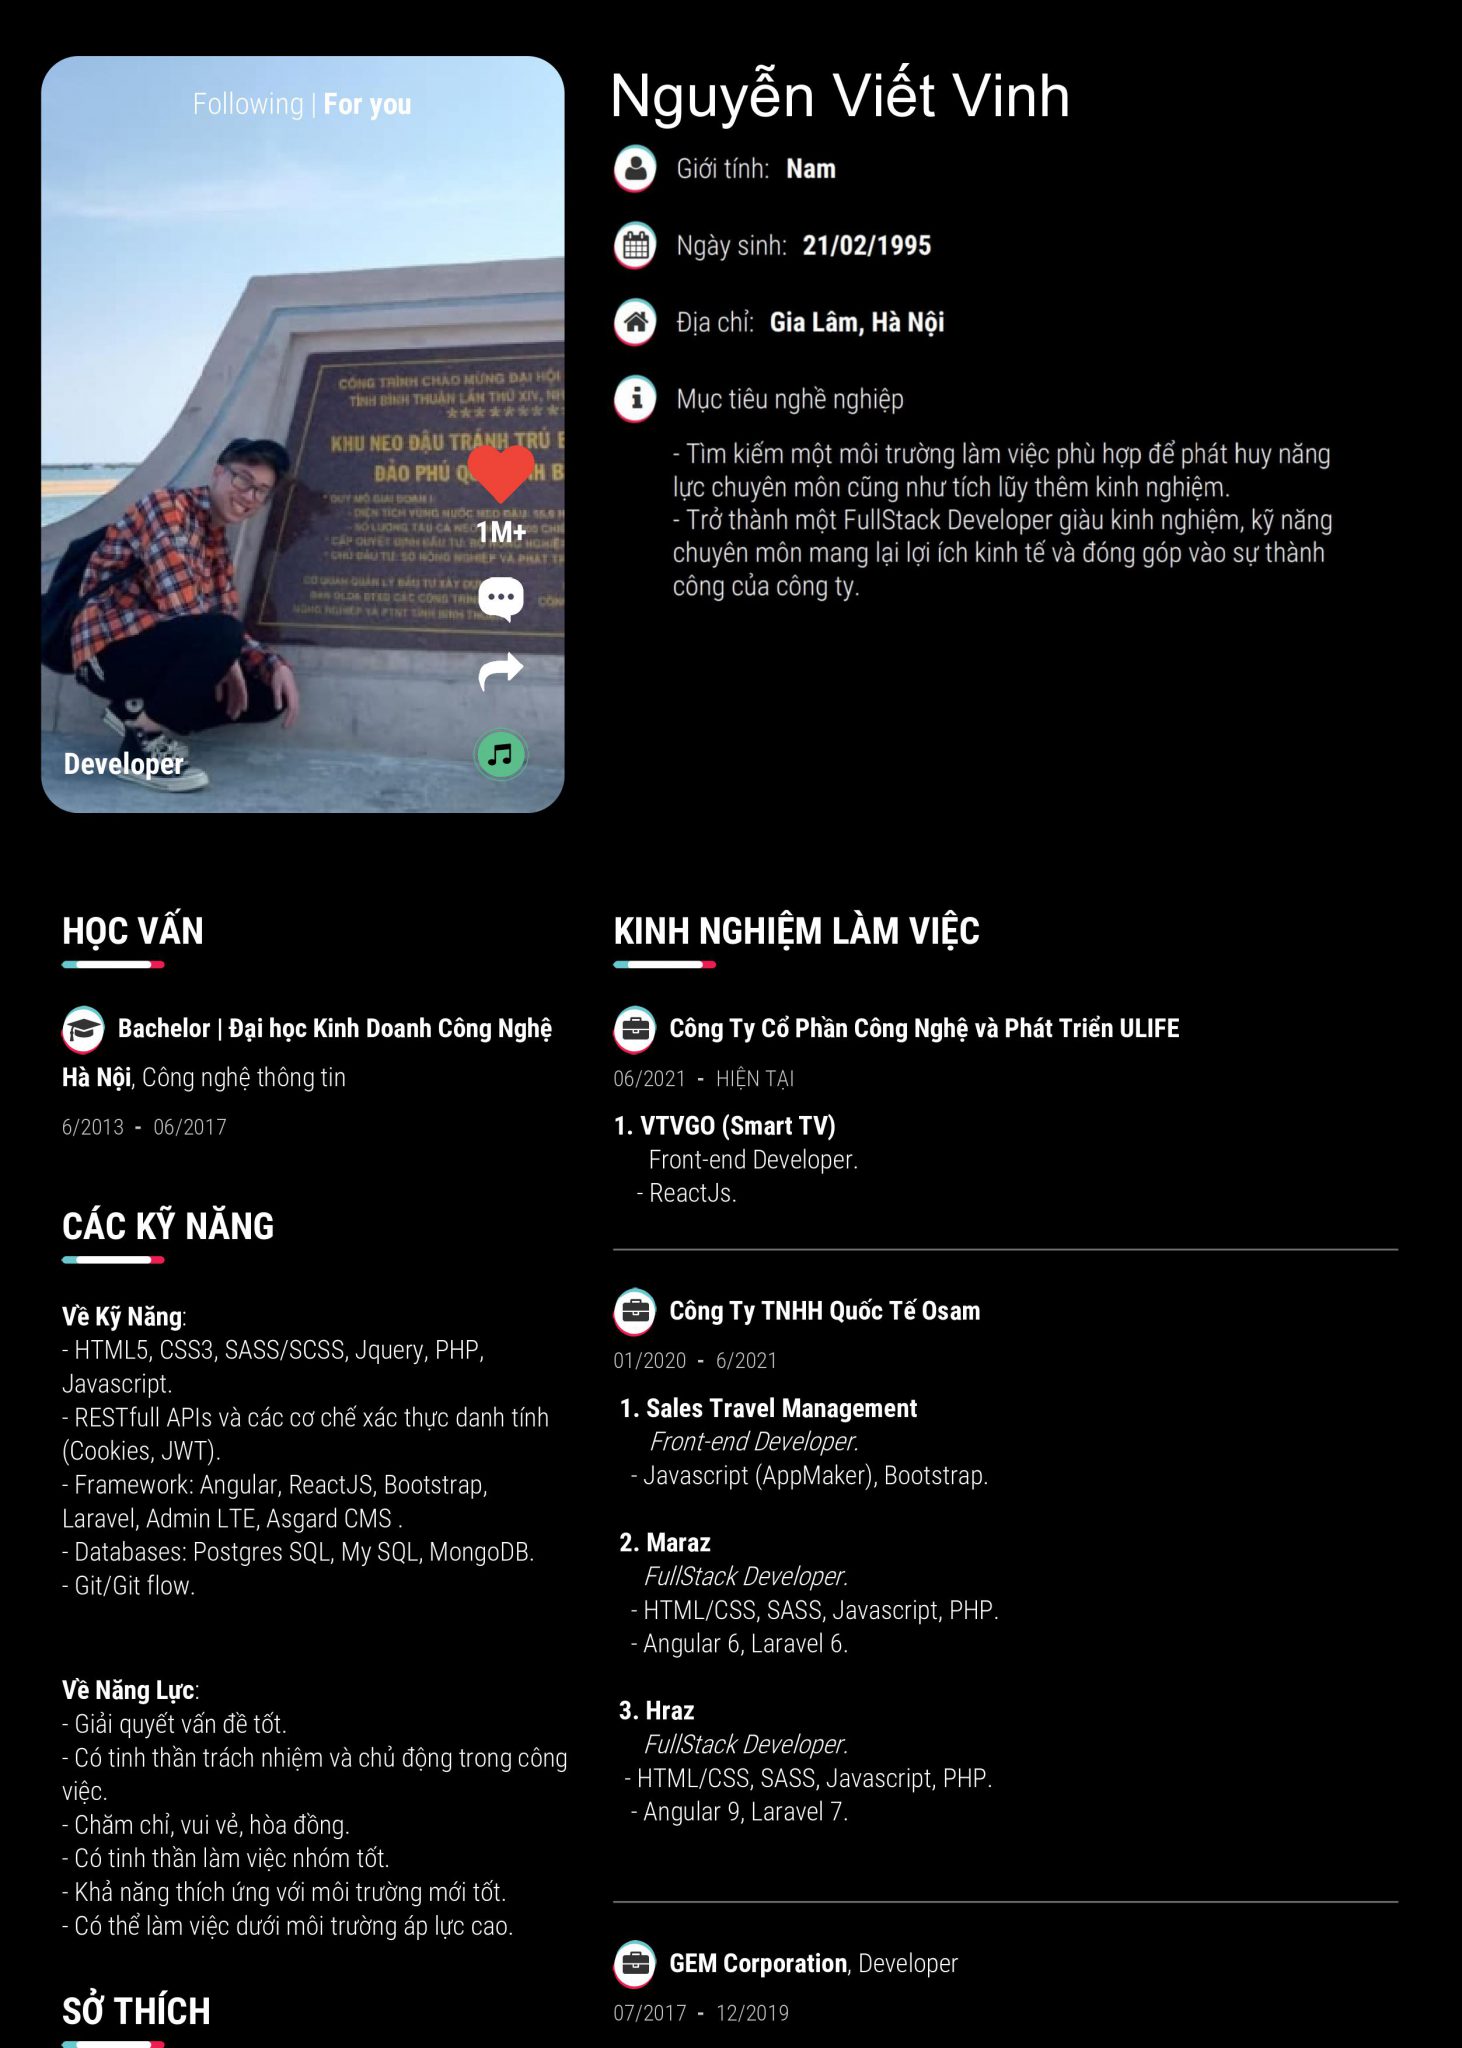 Following | For you
CÔNG TRÌNH CHÀO MỪNG ĐẠI HỘI
TỈNH BÌNH THUẬN LẦN THỨ XIV, NH
KHU NEO ĐẬU TRÁNH TRÚ B
ĐẢO PHÚ QU NH B
1M+
Developer
Nguyễn Viết Vinh
Giới tính: Nam
Ngày sinh: 21/02/1995
Địa chỉ: Gia Lâm, Hà Nội
Mục tiêu nghề nghiệp
- Tìm kiếm một môi trường làm việc phù hợp để phát huy năng
lực chuyên môn cũng như tích lũy thêm kinh nghiệm.
- Trở thành một FullStack Developer giàu kinh nghiệm, kỹ năng
chuyên môn mang lại lợi ích kinh tế và đóng góp vào sự thành
công của công ty.
HỌC VẤN
Bachelor | Đại học Kinh Doanh Công Nghệ
Hà Nội, Công nghệ thông tin
6/2013 - 06/2017
CÁC KỸ NĂNG
Về Kỹ Năng:
- HTML5, CSS3, SASS/SCSS, Jquery, PHP,
Javascript.
- RESTfull APIs và các cơ chế xác thực danh tính
(Cookies, JWT).
- Framework: Angular, ReactJS, Bootstrap,
Laravel, Admin LTE, Asgard CMS .
- Databases: Postgres SQL, My SQL, MongoDB.
- Git/Git flow.
Về Năng Lực:
- Giải quyết vấn đề tốt.
- Có tinh thần trách nhiệm và chủ động trong công
việc.
- Chăm chỉ, vui vẻ, hòa đồng.
- Có tinh thần làm việc nhóm tốt.
- Khả năng thích ứng với môi trường mới tốt.
- Có thể làm việc dưới môi trường áp lực cao.
SỞ THÍCH
KINH NGHIỆM LÀM VIỆC
Công Ty Cổ Phần Công Nghệ và Phát Triển ULIFE
06/2021 - HIỆN TẠI
1. VTVGO (Smart TV)
Front-end Developer.
- ReactJs.
Công Ty TNHH Quốc Tế Osam
01/2020 - 6/2021
1. Sales Travel Management
Front-end Developer.
- Javascript (AppMaker), Bootstrap.
2. Maraz
FullStack Developer.
- HTML/CSS, SASS, Javascript, PHP.
- Angular 6, Laravel 6.
3. Hraz
FullStack Developer.
- HTML/CSS, SASS, Javascript, PHP.
- Angular 9, Laravel 7.
GEM Corporation, Developer
07/2017 - 12/2019